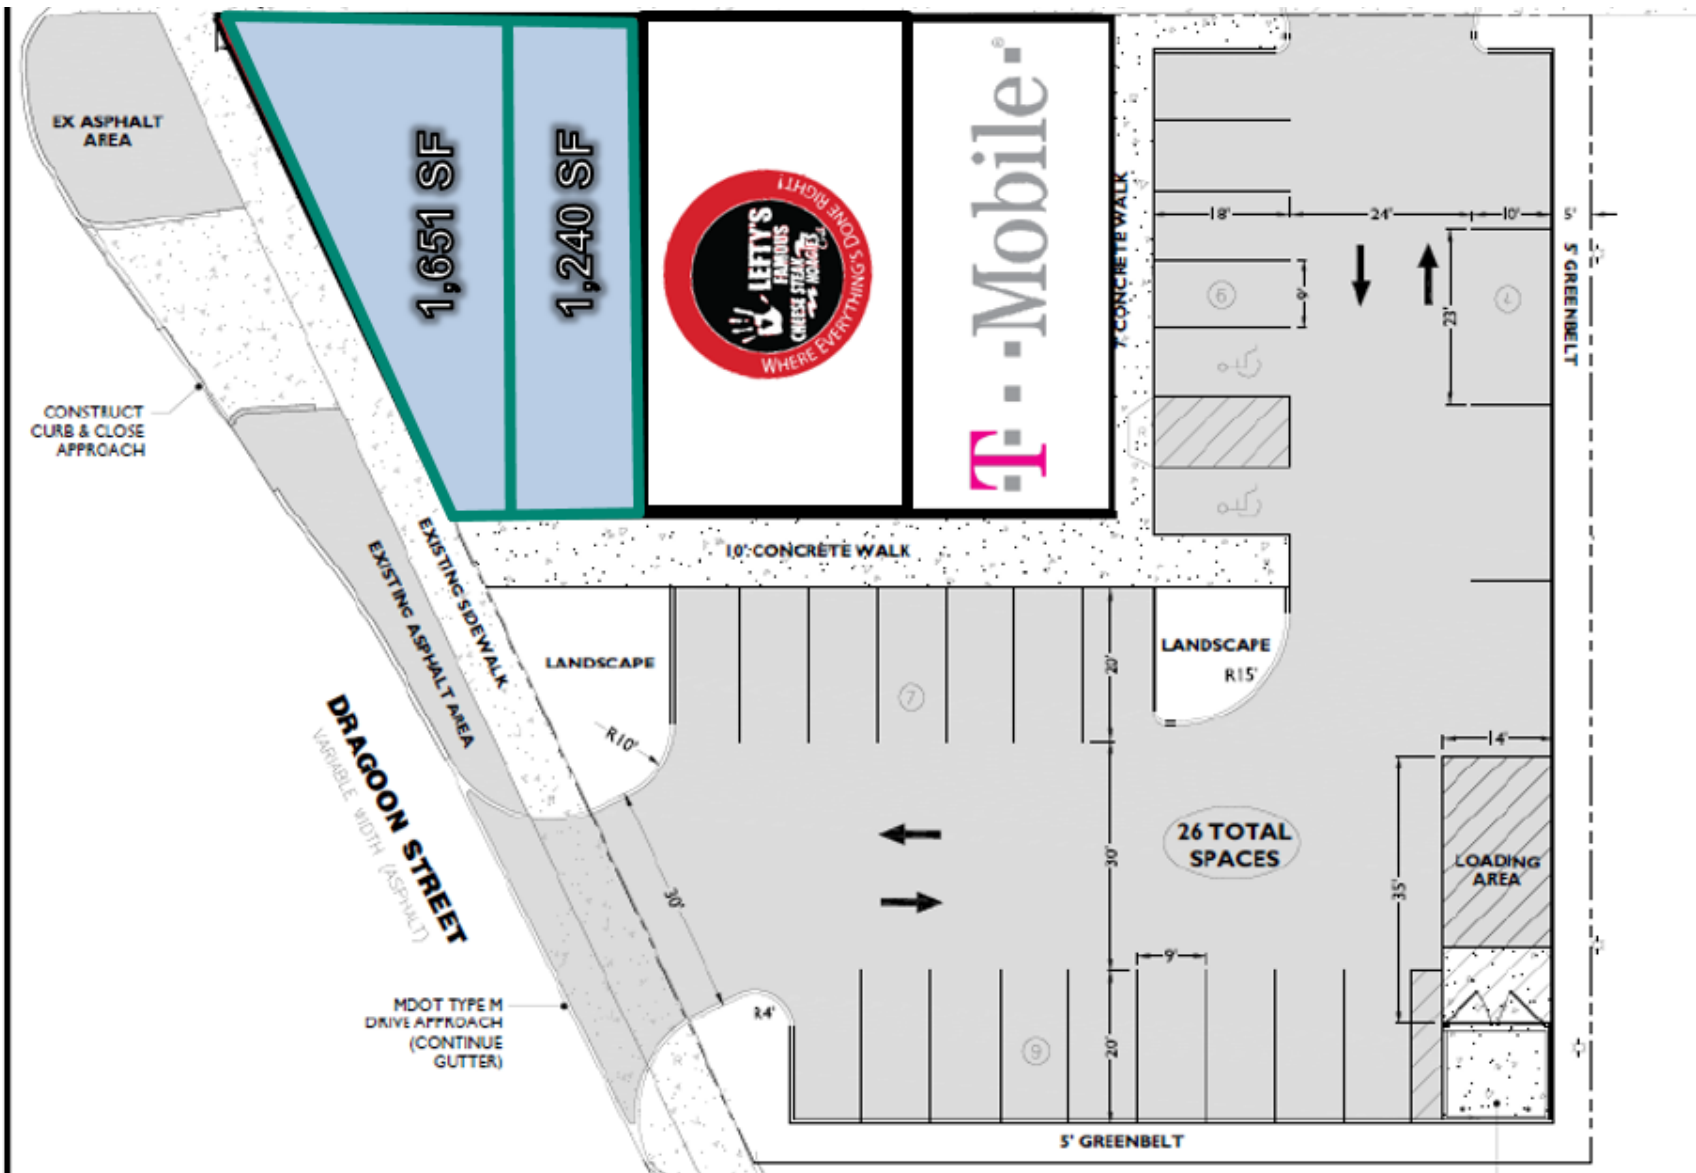 EX ASPHALT
AREA
1,651 SF
1,240 SF
WHERE EVERYTHING'S DONE RIGHT!
LEFTY'S
FAMOUS
CHEESE STEAK
HOAGIES
T Mobile®
7' CONCRETE WALK
18'
24'
10'
5'
5' GREENBELT
6
9'
23'
CONSTRUCT
CURB & CLOSE
APPROACH
EXISTING SIDEWALK
EXISTING ASPHALT AREA
10' CONCRETE WALK
LANDSCAPE
R10'
7
20'
LANDSCAPE
R15'
DRAGOON STREET
VARIABLE WIDTH (ASPHALT)
14'
26 TOTAL
SPACES
30'
30'
35'
LOADING
AREA
MDOT TYPE M
DRIVE APPROACH
(CONTINUE
GUTTER)
R4'
9'
9
20'
5' GREENBELT